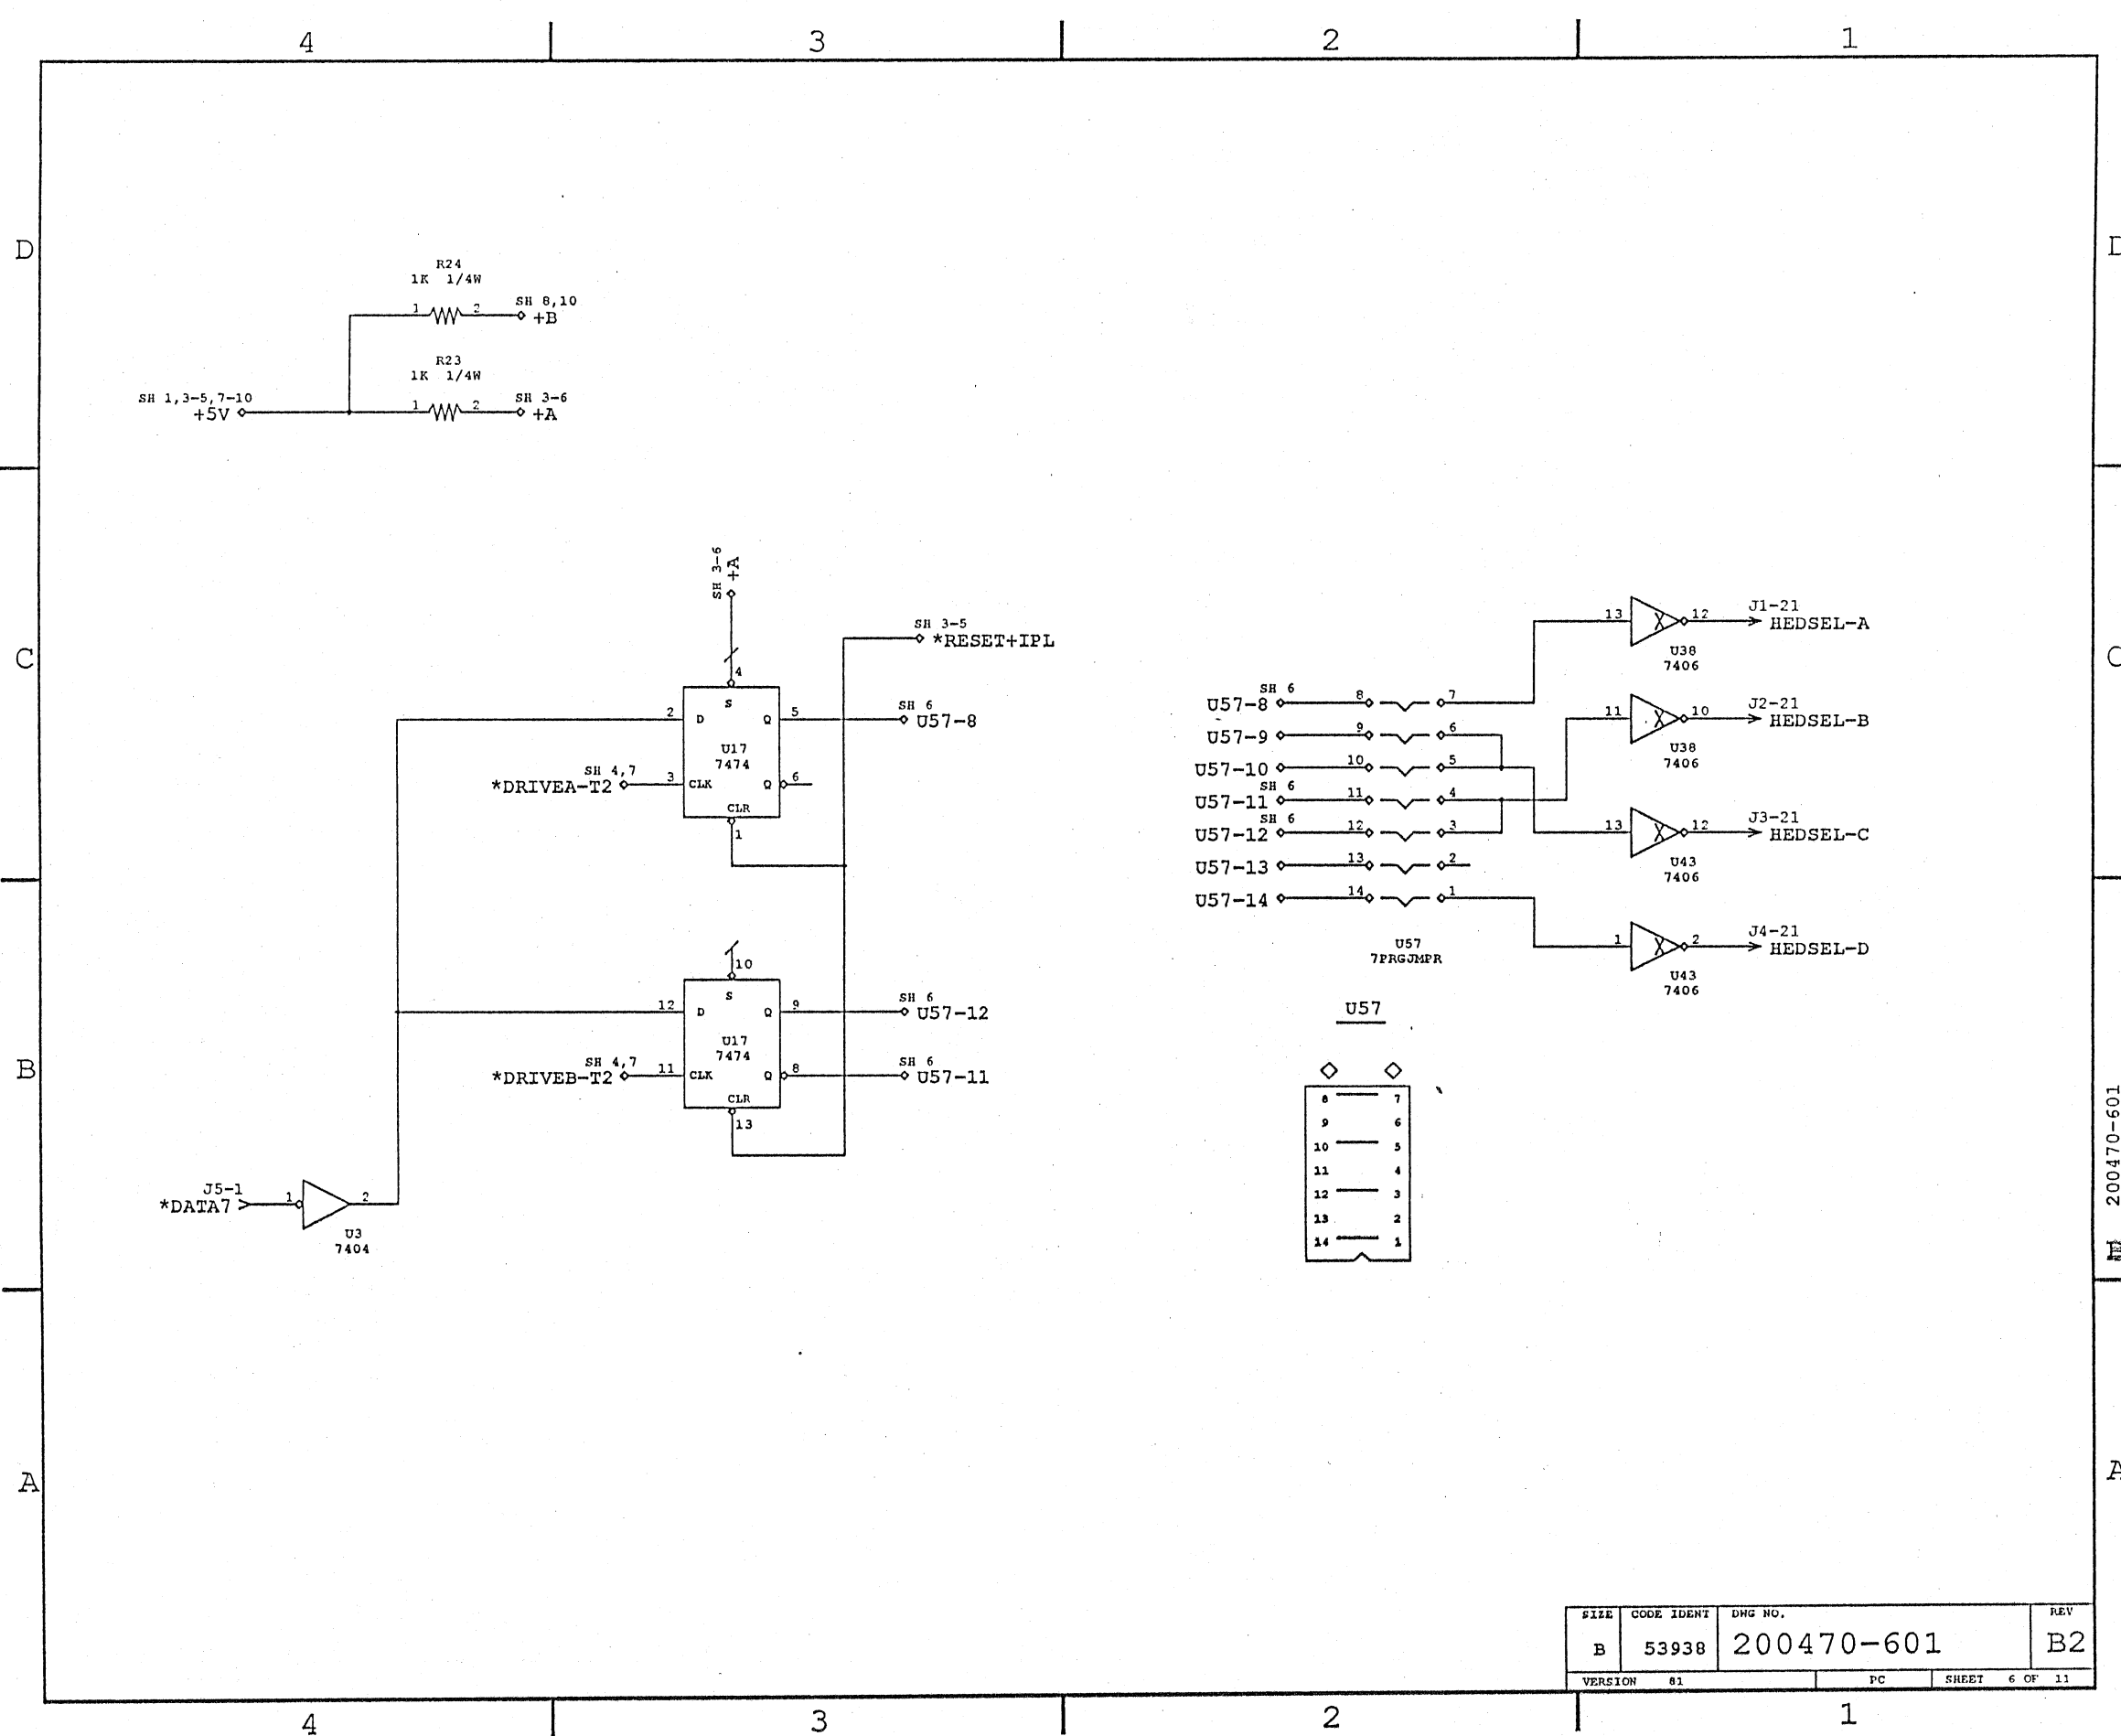 4 3 2 1
D D
R24
1K 1/4W
1 2
SH 8,10
+B
R23
1K 1/4W
SH 1,3-5,7-10
+5V
1 2
SH 3-6
+A
SH 3-6
+A
SH 3-5
*RESET+IPL
C C
4
S
2 D Q 5
SH 6
U57-8
U17
7474
SH 4,7
*DRIVEA-T2
3 CLK Q 6
CLR
1
10
S
12 D Q 9
SH 6
U57-12
U17
7474
SH 4,7
*DRIVEB-T2
11 CLK Q 8
SH 6
U57-11
CLR
13
B
J5-1
*DATA7
1 2
U3
7404
SH 6
U57-8 8 7
U57-9 9 6
U57-10 10 5
SH 6
U57-11 11 4
SH 6
U57-12 12 3
U57-13 13 2
U57-14 14 1
U57
7PRGJMPR
13 12
J1-21
HEDSEL-A
U38
7406
11 10
J2-21
HEDSEL-B
U38
7406
13 12
J3-21
HEDSEL-C
U43
7406
1 2
J4-21
HEDSEL-D
U43
7406
U57
8 7
9 6
10 5
11 4
12 3
13 2
14 1
200470-601
A A
SIZE CODE IDENT DWG NO. REV
B 53938 200470-601 B2
VERSION 81 PC SHEET 6 OF 11
4 3 2 1